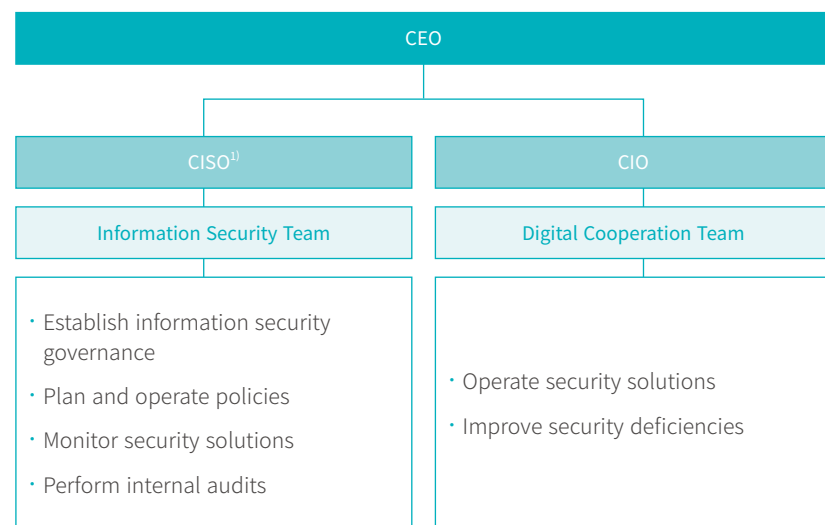 CEO
CISO1)
CIO
Information Security Team
Digital Cooperation Team
· Establish information security
governance
· Plan and operate policies
· Monitor security solutions
· Perform internal audits
· Operate security solutions
· Improve security deficiencies